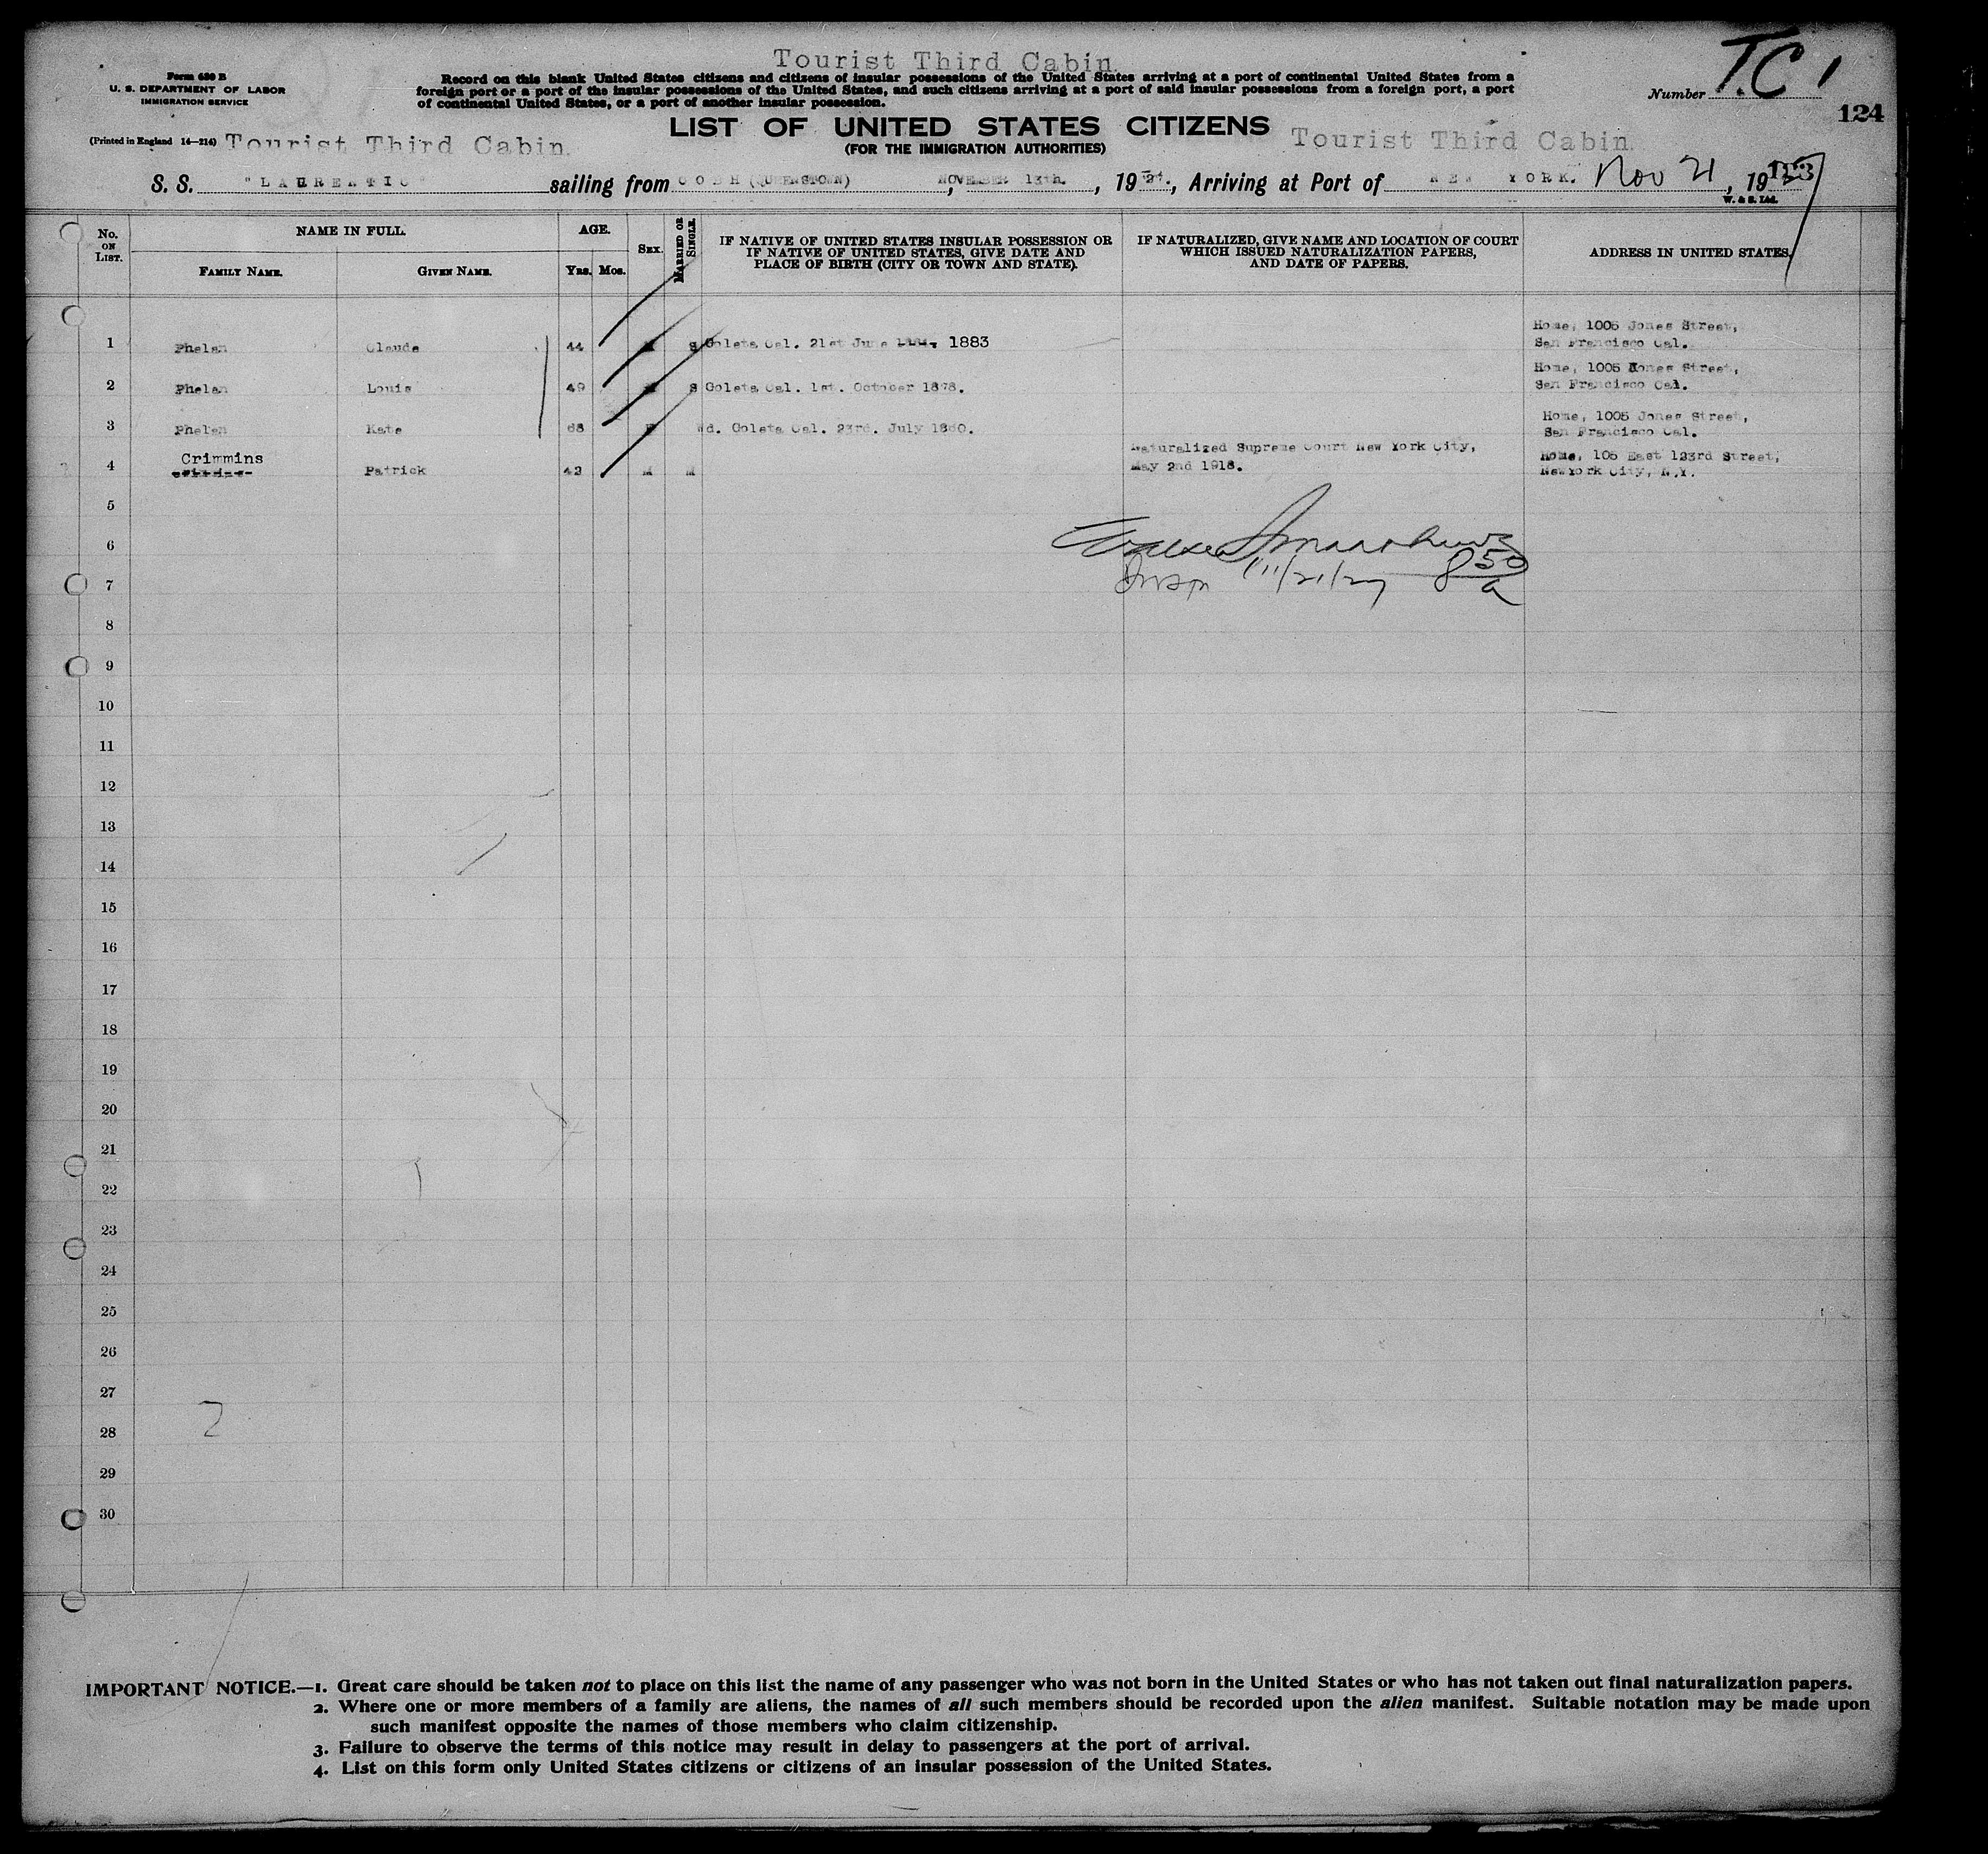 Tourist Third Cabin.
Form 630 B
U. S. DEPARTMENT OF LABOR
IMMIGRATION SERVICE
Record on this blank United States citizens and citizens of insular possessions of the United States arriving at a port of continental United States from a
foreign port or a port of the insular possessions of the United States, and such citizens arriving at a port of said insular possessions from a foreign port, a port
of continental United States, or a port of another insular possession.
Number T.C 1
124
LIST OF UNITED STATES CITIZENS
(FOR THE IMMIGRATION AUTHORITIES)
(Printed in England 14—214) Tourist Third Cabin.
Tourist Third Cabin.
S. S. "LAURENTIC" sailing from COBH (QUEENSTOWN), NOVEMBER 13th., 19, Arriving at Port of NEW YORK. Nov 21, 19
W. & S. Ltd.
No. ON LIST.
NAME IN FULL.
FAMILY NAME.
GIVEN NAME.
AGE.
Yrs. Mos.
SEX.
MARRIED OR SINGLE.
IF NATIVE OF UNITED STATES INSULAR POSSESSION OR
IF NATIVE OF UNITED STATES, GIVE DATE AND
PLACE OF BIRTH (CITY OR TOWN AND STATE).
IF NATURALIZED, GIVE NAME AND LOCATION OF COURT
WHICH ISSUED NATURALIZATION PAPERS,
AND DATE OF PAPERS.
ADDRESS IN UNITED STATES.
1 Phelan Claude 44 M S Goleta Cal. 21st June 1883
Home, 1005 Jones Street,
San Francisco Cal.
2 Phelan Louis 49 M S Goleta Cal. 1st. October 1878.
Home, 1005 Jones Street,
San Francisco Cal.
3 Phelan Kate 68 F Wd. Goleta Cal. 23rd. July 1860.
Home, 1005 Jones Street,
San Francisco Cal.
4 Crimmins Patrick 43 M M
Naturalized Supreme Court New York City,
May 2nd 1918.
Home, 105 East 123rd Street,
NewYork City, N.Y.
5
6
Insp 11/21/27 8 50 a
7
8
9
10
11
12
13
14
15
16
17
18
19
20
21
22
23
24
25
26
27
28
29
30
IMPORTANT NOTICE.—1. Great care should be taken not to place on this list the name of any passenger who was not born in the United States or who has not taken out final naturalization papers.
2. Where one or more members of a family are aliens, the names of all such members should be recorded upon the alien manifest. Suitable notation may be made upon
such manifest opposite the names of those members who claim citizenship.
3. Failure to observe the terms of this notice may result in delay to passengers at the port of arrival.
4. List on this form only United States citizens or citizens of an insular possession of the United States.